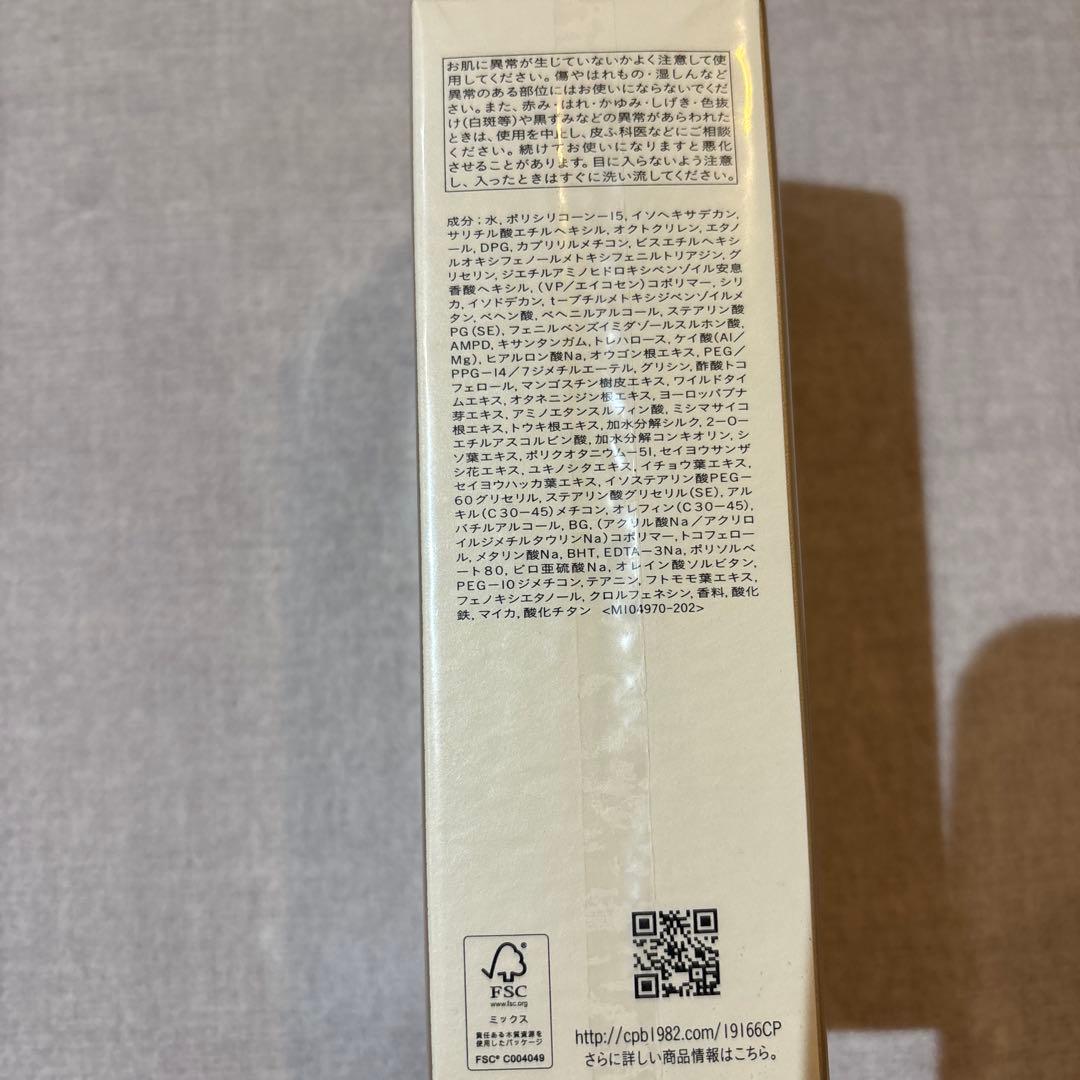 お肌に異常が生じていないかよく注意して使
用してください。傷やはれもの・湿しんなど
異常のある部位にはお使いにならないでくだ
さい。また、赤み・はれ・かゆみ・しげき・色抜
け(白斑等)や黒ずみなどの異常があらわれた
ときは、使用を中止し、皮ふ科医などにご相談
ください。続けてお使いになりますと悪化
させることがあります。目に入らないよう注意
し、入ったときはすぐに洗い流してください。
成分；水,ポリシリコーン－15,イソヘキサデカン,
サリチル酸エチルヘキシル,オクトクリレン,エタノ
ール,DPG,カプリリルメチコン,ビスエチルヘキシ
ルオキシフェノールメトキシフェニルトリアジン,グ
リセリン,ジエチルアミノヒドロキシベンゾイル安息
香酸ヘキシル,(VP／エイコセン)コポリマー,シリ
カ,イソドデカン,t－ブチルメトキシジベンゾイルメ
タン,ベヘン酸,ベヘニルアルコール,ステアリン酸
PG(SE),フェニルベンズイミダゾールスルホン酸,
AMPD,キサンタンガム,トレハロース,ケイ酸(Al／
Mg),ヒアルロン酸Na,オウゴン根エキス,PEG／
PPG－14／7ジメチルエーテル,グリシン,酢酸トコ
フェロール,マンゴスチン樹皮エキス,ワイルドタイ
ムエキス,オタネニンジン根エキス,ヨーロッパブナ
芽エキス,アミノエタンスルフィン酸,ミシマサイコ
根エキス,トウキ根エキス,加水分解シルク,2－O－
エチルアスコルビン酸,加水分解コンキオリン,シ
ソ葉エキス,ポリクオタニウム－51,セイヨウサンザ
シ花エキス,ユキノシタエキス,イチョウ葉エキス,
セイヨウハッカ葉エキス,イソステアリン酸PEG－
60グリセリル,ステアリン酸グリセリル(SE),アル
キル(C30－45)メチコン,オレフィン(C30－45),
バチルアルコール,BG,(アクリル酸Na／アクリロ
イルジメチルタウリンNa)コポリマー,トコフェロー
ル,メタリン酸Na,BHT,EDTA－3Na,ポリソルベ
ート80,ピロ亜硫酸Na,オレイン酸ソルビタン,
PEG－10ジメチコン,テアニン,フトモモ葉エキス,
フェノキシエタノール,クロルフェネシン,香料,酸化
鉄,マイカ,酸化チタン <M104970-202>
FSC
www.fsc.org
ミックス
責任ある木質資源を
使用したパッケージ
FSC® C004049
http://cpb1982.com/19166CP
さらに詳しい商品情報はこちら。